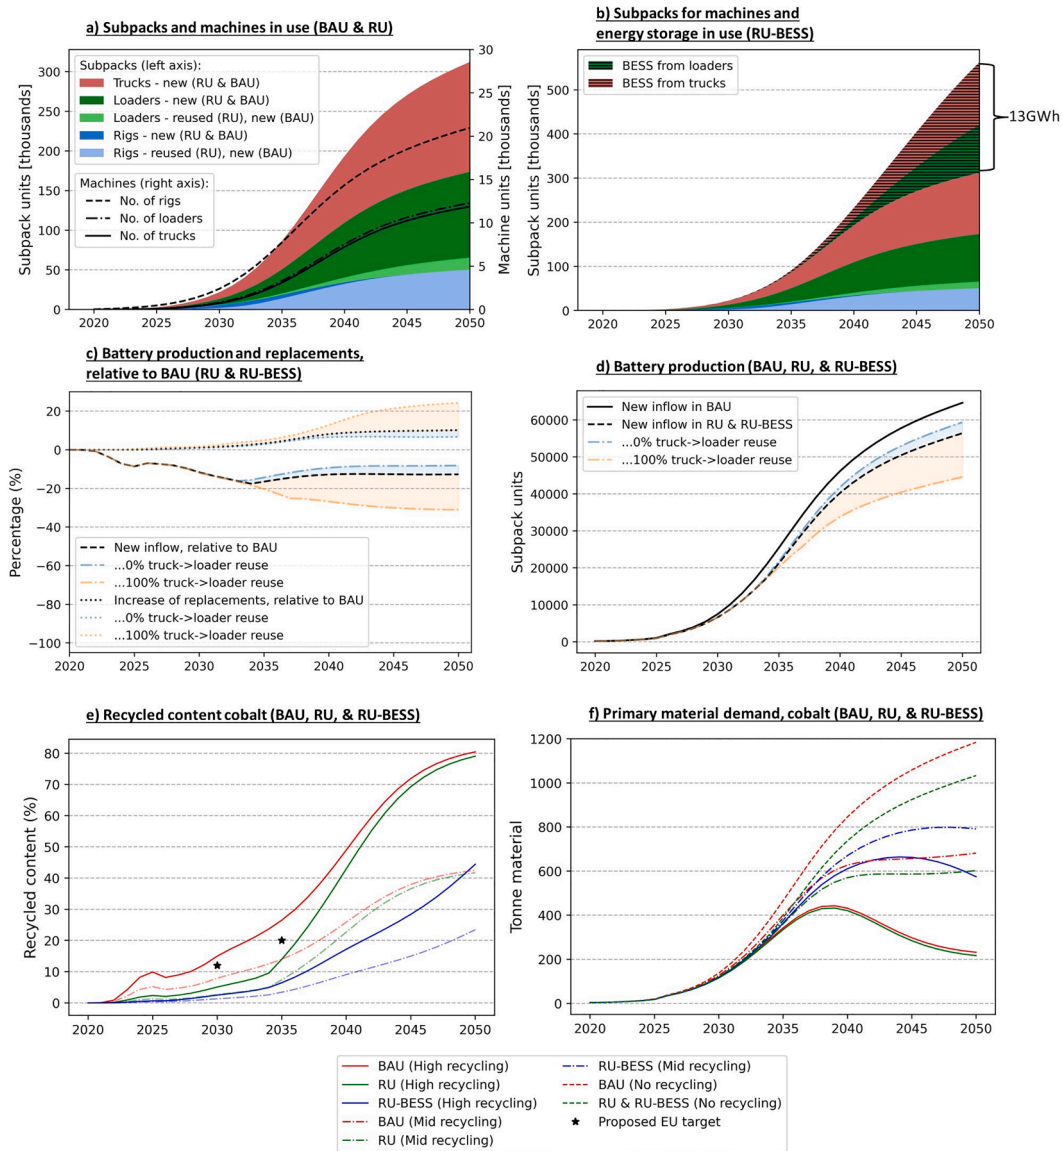 a) Subpacks and machines in use (BAU & RU)
Subpack units [thousands]
300
250
200
150
100
50
0
Subpacks (left axis):
Trucks - new (RU & BAU)
Loaders - new (RU & BAU)
Loaders - reused (RU), new (BAU)
Rigs - new (RU & BAU)
Rigs - reused (RU), new (BAU)
Machines (right axis):
No. of rigs
No. of loaders
No. of trucks
30
25
20
15
10
5
0
Machine units [thousands]
2020 2025 2030 2035 2040 2045 2050
b) Subpacks for machines and
energy storage in use (RU-BESS)
Subpack units [thousands]
500
400
300
200
100
0
BESS from loaders
BESS from trucks
13GWh
2020 2025 2030 2035 2040 2045 2050
c) Battery production and replacements,
relative to BAU (RU & RU-BESS)
Percentage (%)
20
0
−20
−40
−60
−80
−100
New inflow, relative to BAU
...0% truck->loader reuse
...100% truck->loader reuse
Increase of replacements, relative to BAU
...0% truck->loader reuse
...100% truck->loader reuse
2020 2025 2030 2035 2040 2045 2050
d) Battery production (BAU, RU, & RU-BESS)
Subpack units
60000
50000
40000
30000
20000
10000
0
New inflow in BAU
New inflow in RU & RU-BESS
...0% truck->loader reuse
...100% truck->loader reuse
2020 2025 2030 2035 2040 2045 2050
e) Recycled content cobalt (BAU, RU, & RU-BESS)
Recycled content (%)
80
70
60
50
40
30
20
10
0
2020 2025 2030 2035 2040 2045 2050
f) Primary material demand, cobalt (BAU, RU, & RU-BESS)
Tonne material
1200
1000
800
600
400
200
0
2020 2025 2030 2035 2040 2045 2050
BAU (High recycling)
RU (High recycling)
RU-BESS (High recycling)
BAU (Mid recycling)
RU (Mid recycling)
RU-BESS (Mid recycling)
BAU (No recycling)
RU & RU-BESS (No recycling)
Proposed EU target